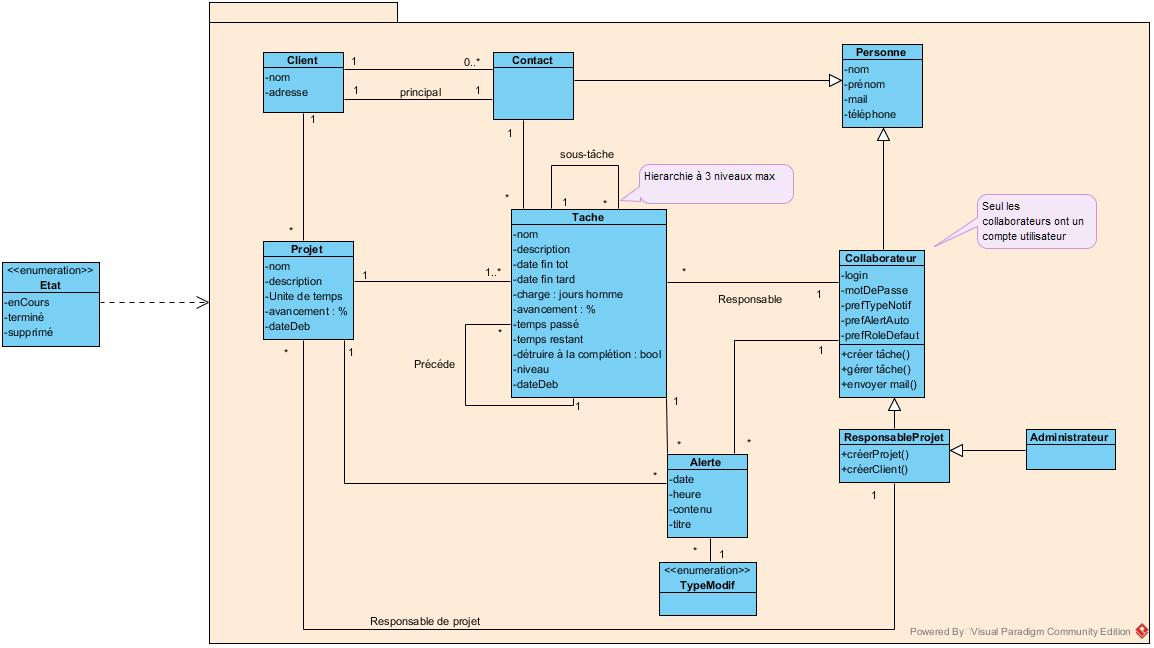 Client
-nom
-adresse
1
0..*
1
principal
1
1
Contact
1
*
Personne
-nom
-prénom
-mail
-téléphone
sous-tâche
1
*
Hierarchie à 3 niveaux max
Seul les
collaborateurs ont un
compte utilisateur
<<enumeration>>
Etat
-enCours
-terminé
-supprimé
*
Projet
-nom
-description
-Unite de temps
-avancement : %
-dateDeb
*
1
1
1..*
Tache
-nom
-description
-date fin tot
-date fin tard
-charge : jours homme
-avancement : %
-temps passé
-temps restant
-détruire à la complétion : bool
-niveau
-dateDeb
*
Précéde
1
1
*
*
Responsable
1
Collaborateur
-login
-motDePasse
-prefTypeNotif
-prefAlertAuto
-prefRoleDefaut
+créer tâche()
+gérer tâche()
+envoyer mail()
1
*
ResponsableProjet
+créerProjet()
+créerClient()
1
Administrateur
*
Alerte
-date
-heure
-contenu
-titre
*
1
<<enumeration>>
TypeModif
Responsable de projet
Powered By Visual Paradigm Community Edition